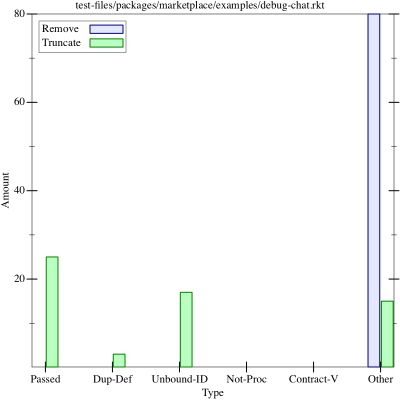 test-files/packages/marketplace/examples/debug-chat.rkt
80
Remove
Truncate
60
40
20
Amount
Passed Dup-Def Unbound-ID Not-Proc Contract-V Other
Type